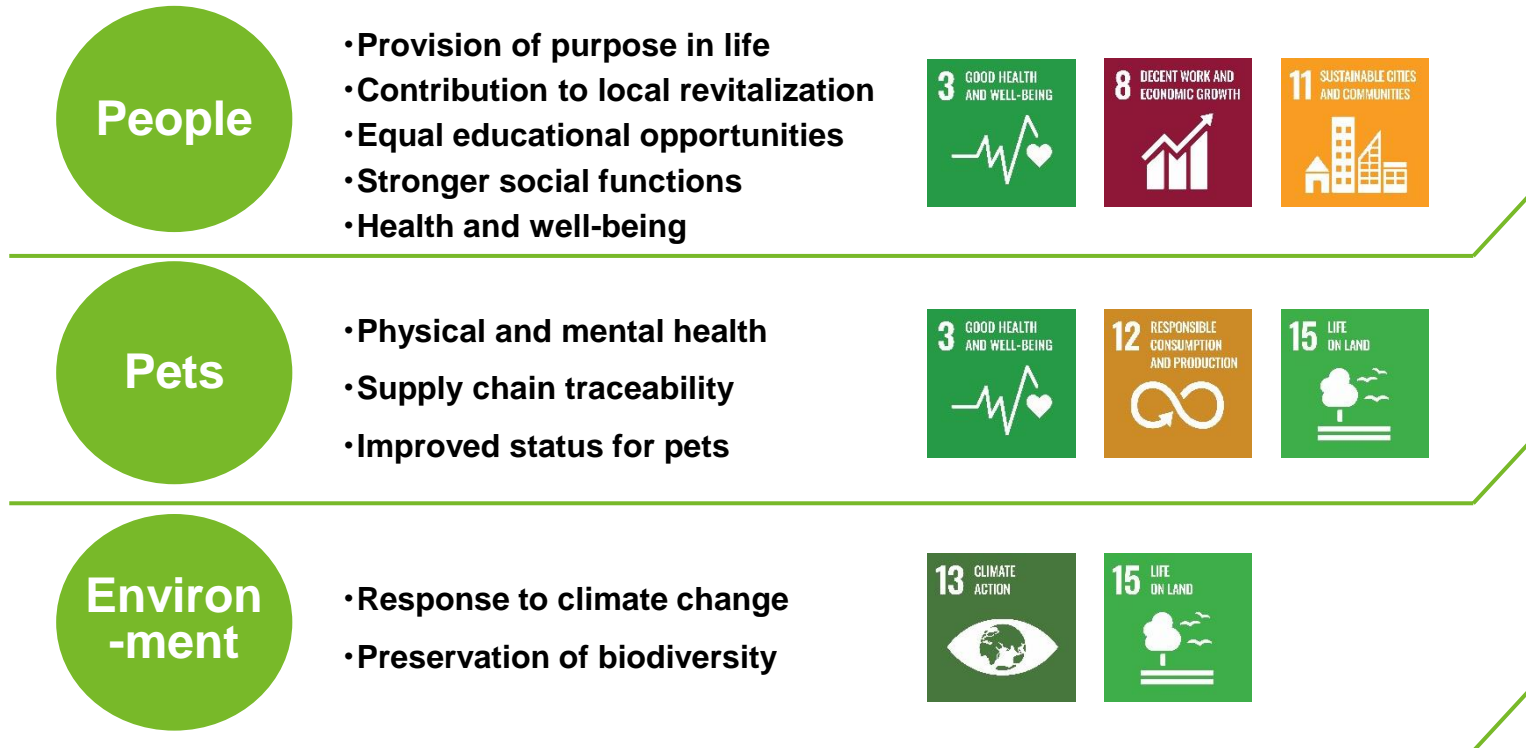 People
・Provision of purpose in life
・Contribution to local revitalization
・Equal educational opportunities
・Stronger social functions
・Health and well-being
3 GOOD HEALTH
AND WELL-BEING
8 DECENT WORK AND
ECONOMIC GROWTH
11 SUSTAINABLE CITIES
AND COMMUNITIES
Pets
・Physical and mental health
・Supply chain traceability
・Improved status for pets
3 GOOD HEALTH
AND WELL-BEING
12 RESPONSIBLE
CONSUMPTION
AND PRODUCTION
15 LIFE
ON LAND
Environ
-ment
・Response to climate change
・Preservation of biodiversity
13 CLIMATE
ACTION
15 LIFE
ON LAND